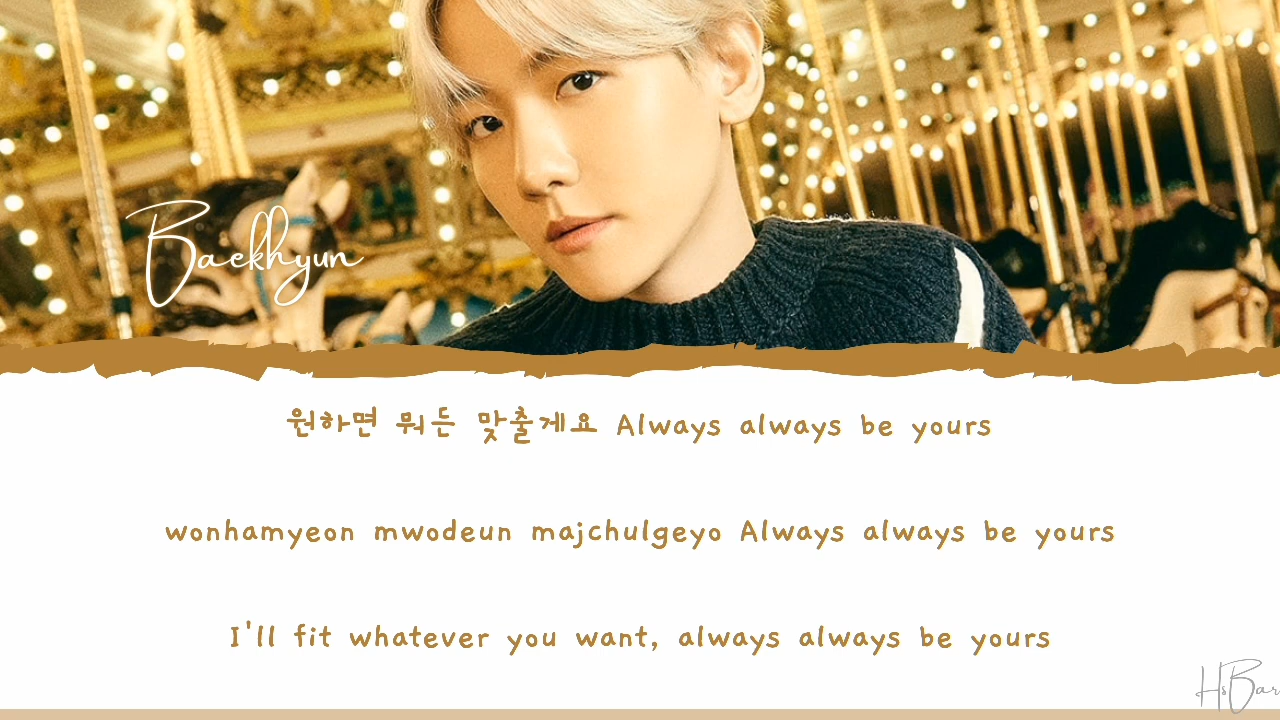 Baekhyun
원하면 뭐든 맞출게요 Always always be yours
wonhamyeon mwodeun majchulgeyo Always always be yours
I'll fit whatever you want, always always be yours